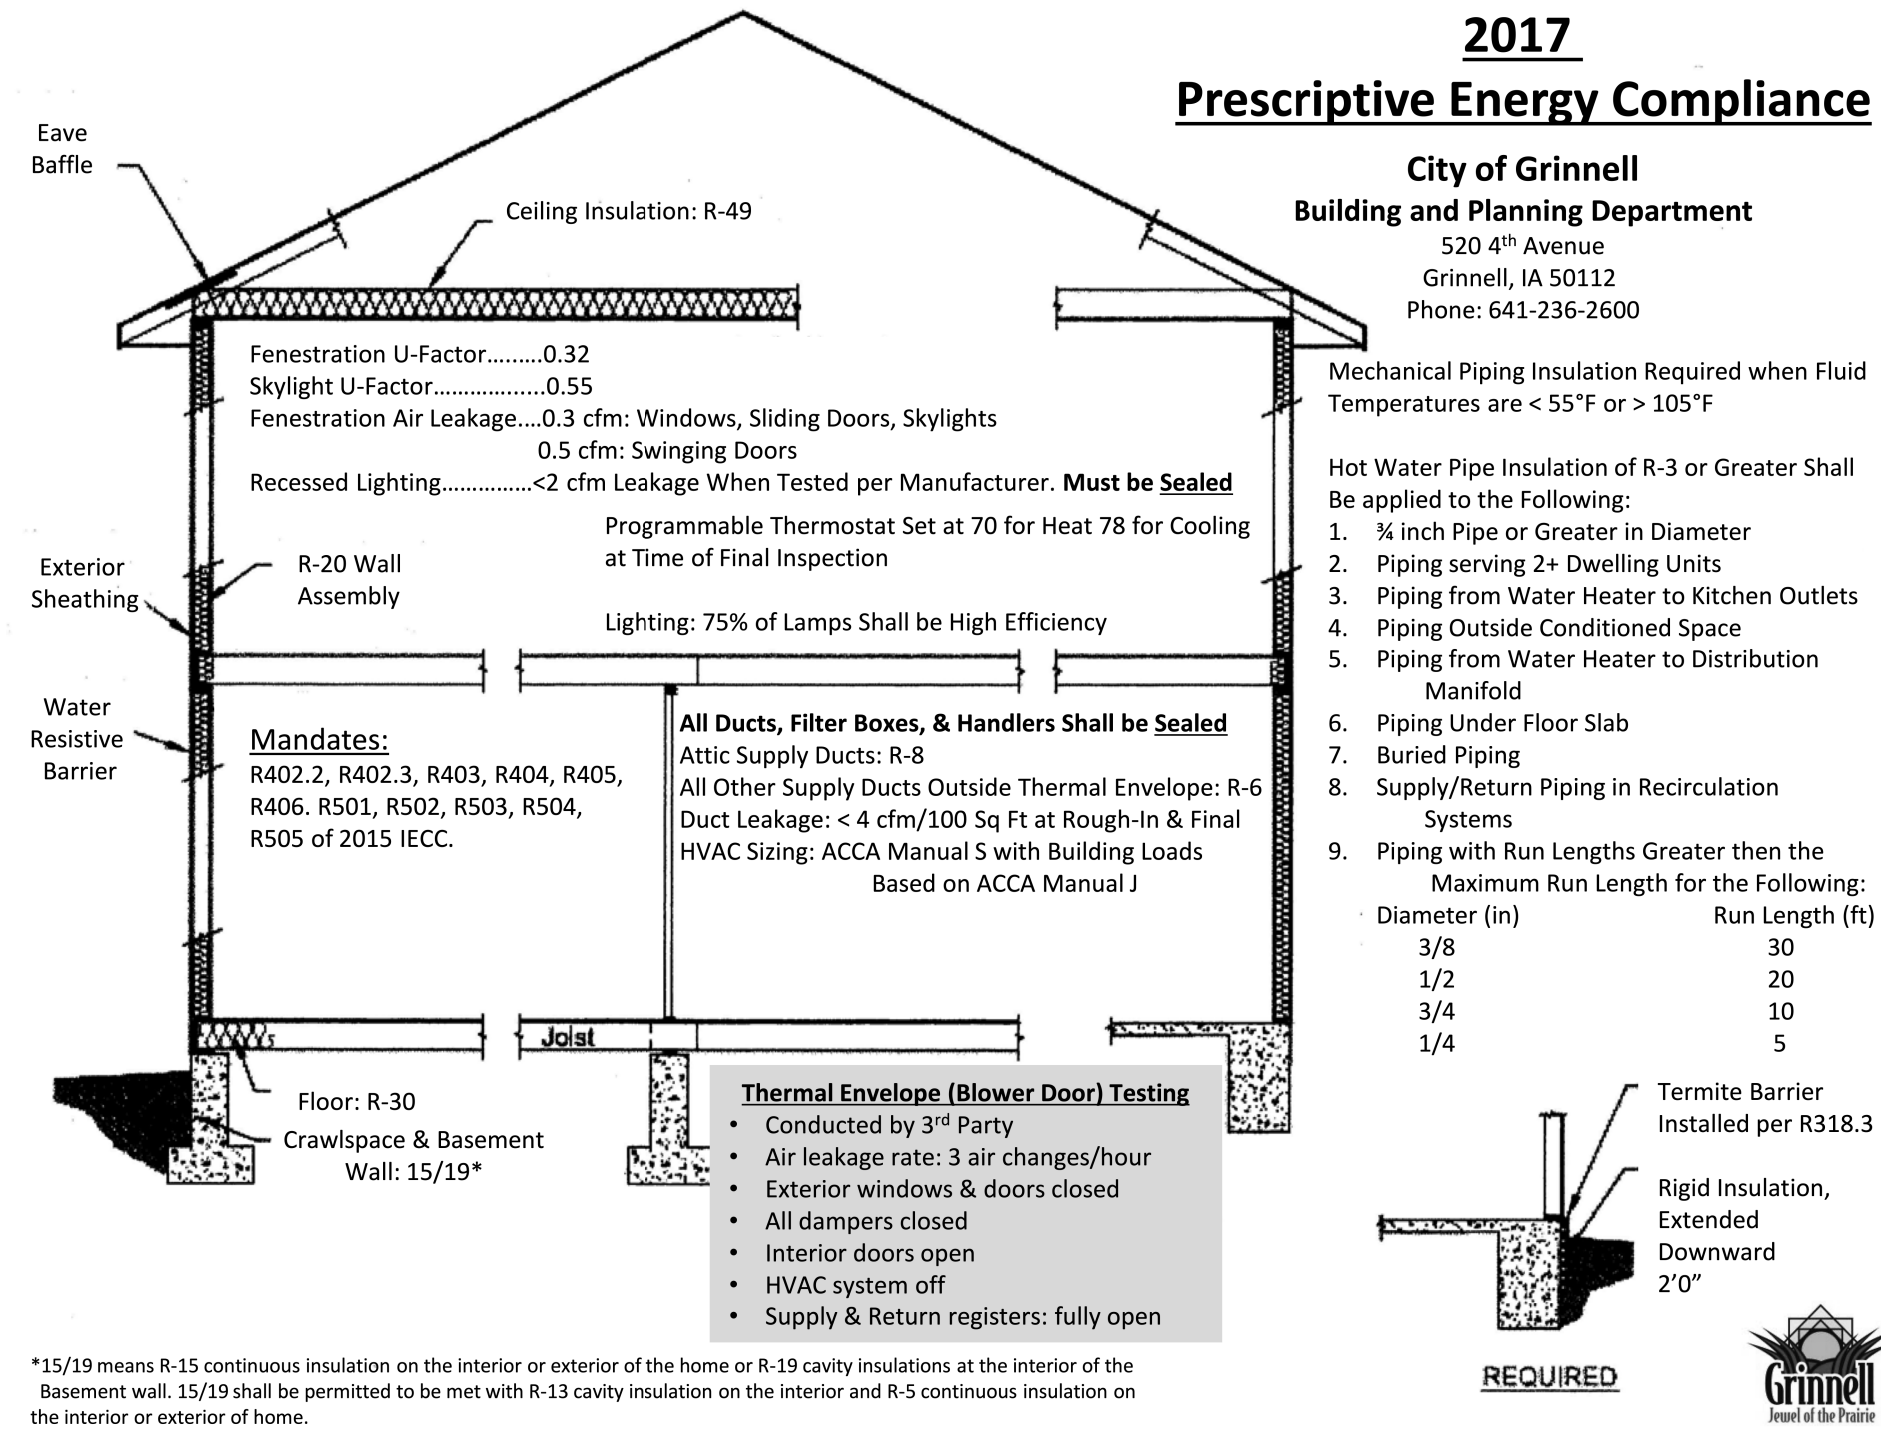 2017
Prescriptive Energy Compliance
City of Grinnell
Building and Planning Department
520 4th Avenue
Grinnell, IA 50112
Phone: 641-236-2600
Eave
Baffle
Ceiling Insulation: R-49
Fenestration U-Factor.........0.32
Skylight U-Factor..................0.55
Fenestration Air Leakage....0.3 cfm: Windows, Sliding Doors, Skylights
0.5 cfm: Swinging Doors
Recessed Lighting...............<2 cfm Leakage When Tested per Manufacturer. Must be Sealed
Programmable Thermostat Set at 70 for Heat 78 for Cooling
at Time of Final Inspection
Lighting: 75% of Lamps Shall be High Efficiency
Exterior
Sheathing
R-20 Wall
Assembly
Water
Resistive
Barrier
Mandates:
R402.2, R402.3, R403, R404, R405,
R406. R501, R502, R503, R504,
R505 of 2015 IECC.
All Ducts, Filter Boxes, & Handlers Shall be Sealed
Attic Supply Ducts: R-8
All Other Supply Ducts Outside Thermal Envelope: R-6
Duct Leakage: < 4 cfm/100 Sq Ft at Rough-In & Final
HVAC Sizing: ACCA Manual S with Building Loads
Based on ACCA Manual J
Joist
Floor: R-30
Crawlspace & Basement
Wall: 15/19*
Thermal Envelope (Blower Door) Testing
• Conducted by 3rd Party
• Air leakage rate: 3 air changes/hour
• Exterior windows & doors closed
• All dampers closed
• Interior doors open
• HVAC system off
• Supply & Return registers: fully open
Mechanical Piping Insulation Required when Fluid
Temperatures are < 55°F or > 105°F
Hot Water Pipe Insulation of R-3 or Greater Shall
Be applied to the Following:
1. ¾ inch Pipe or Greater in Diameter
2. Piping serving 2+ Dwelling Units
3. Piping from Water Heater to Kitchen Outlets
4. Piping Outside Conditioned Space
5. Piping from Water Heater to Distribution
Manifold
6. Piping Under Floor Slab
7. Buried Piping
8. Supply/Return Piping in Recirculation
Systems
9. Piping with Run Lengths Greater then the
Maximum Run Length for the Following:
Diameter (in) Run Length (ft)
3/8 30
1/2 20
3/4 10
1/4 5
Termite Barrier
Installed per R318.3
Rigid Insulation,
Extended
Downward
2’0”
REQUIRED
Grinnell
Jewel of the Prairie
*15/19 means R-15 continuous insulation on the interior or exterior of the home or R-19 cavity insulations at the interior of the
Basement wall. 15/19 shall be permitted to be met with R-13 cavity insulation on the interior and R-5 continuous insulation on
the interior or exterior of home.